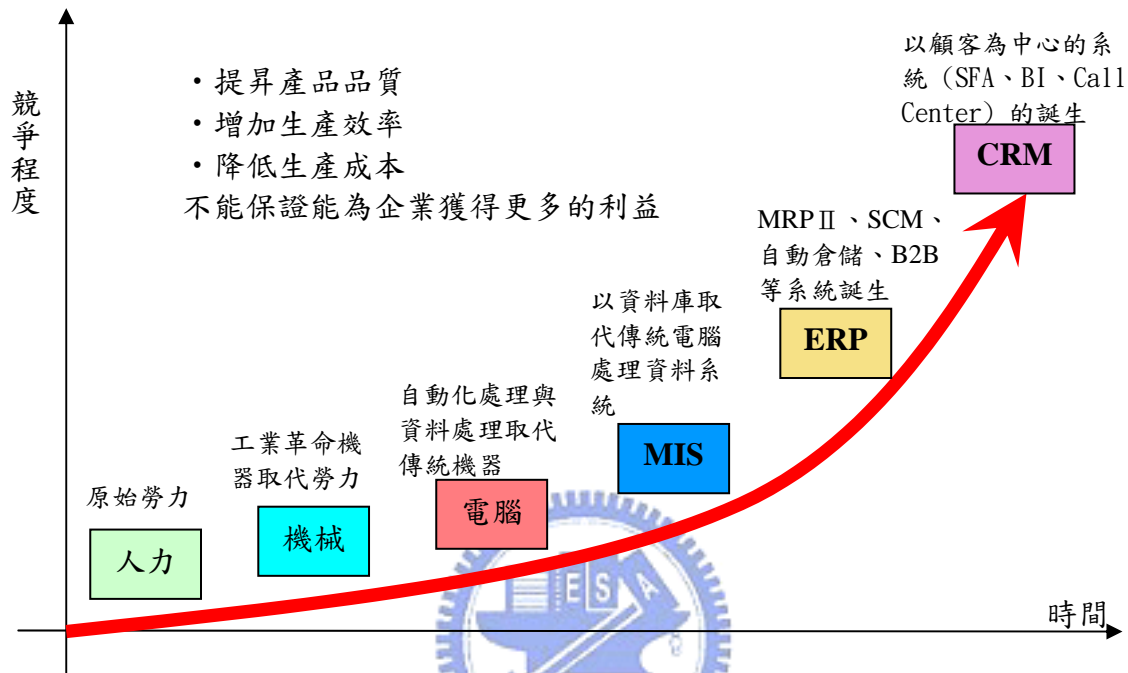 競
爭
程
度
・提昇產品品質
・增加生產效率
・降低生產成本
不能保證能為企業獲得更多的利益
以顧客為中心的系
統（SFA、BI、Call
Center）的誕生
CRM
MRPⅡ、SCM、
自動倉儲、B2B
等系統誕生
ERP
以資料庫取
代傳統電腦
處理資料系
統
MIS
自動化處理與
資料處理取代
傳統機器
電腦
工業革命機
器取代勞力
機械
原始勞力
人力
時間
ESA